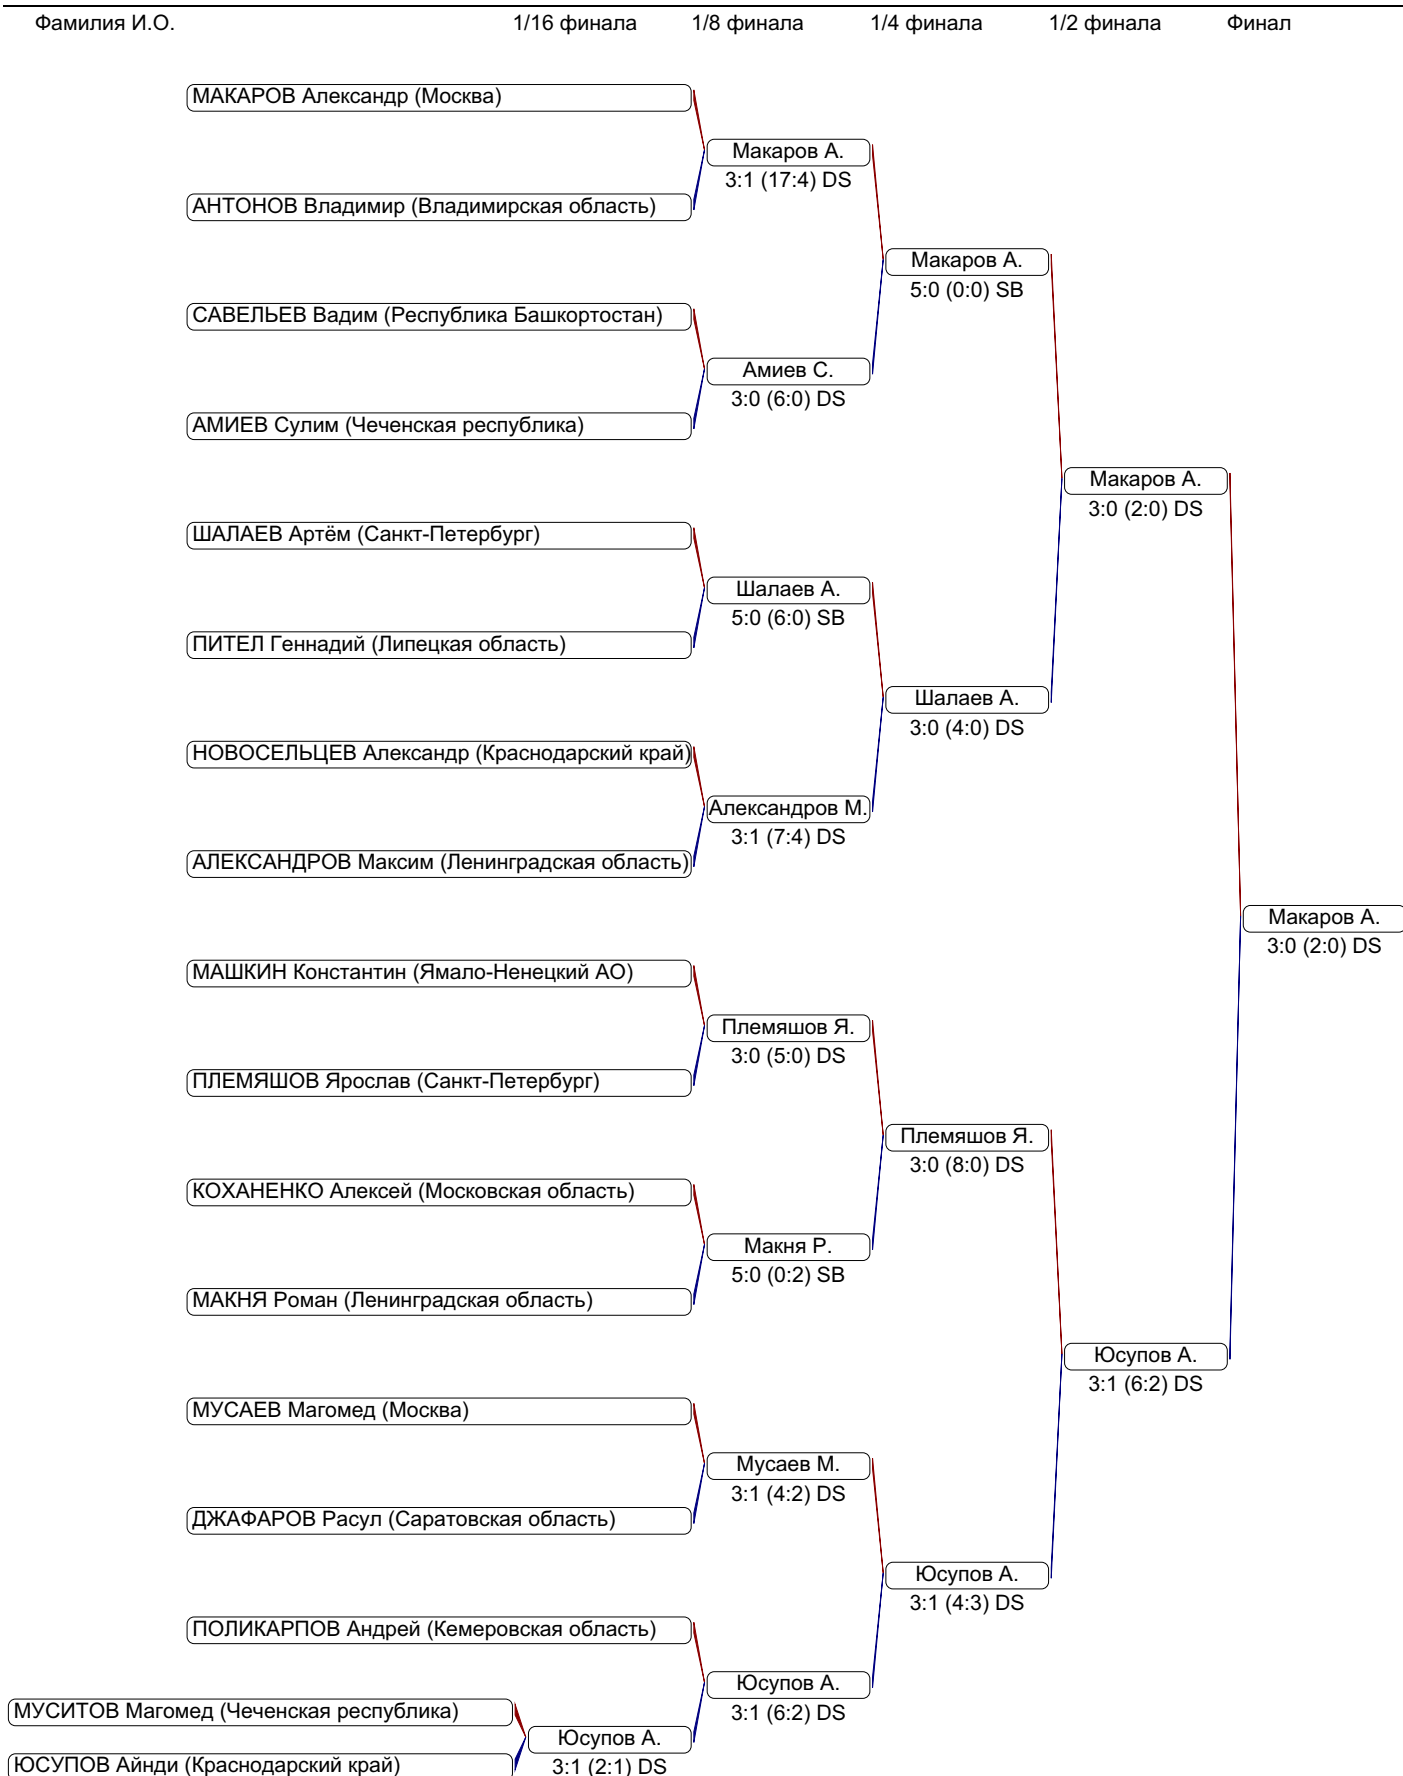 Фамилия И.О. 1/16 финала 1/8 финала 1/4 финала 1/2 финала Финал
МАКАРОВ Александр (Москва)
Макаров А.
3:1 (17:4) DS
АНТОНОВ Владимир (Владимирская область)
Макаров А.
5:0 (0:0) SB
САВЕЛЬЕВ Вадим (Республика Башкортостан)
Амиев С.
3:0 (6:0) DS
АМИЕВ Сулим (Чеченская республика)
Макаров А.
3:0 (2:0) DS
ШАЛАЕВ Артём (Санкт-Петербург)
Шалаев А.
5:0 (6:0) SB
ПИТЕЛ Геннадий (Липецкая область)
Шалаев А.
3:0 (4:0) DS
НОВОСЕЛЬЦЕВ Александр (Краснодарский край)
Александров М.
3:1 (7:4) DS
АЛЕКСАНДРОВ Максим (Ленинградская область)
Макаров А.
3:0 (2:0) DS
МАШКИН Константин (Ямало-Ненецкий АО)
Племяшов Я.
3:0 (5:0) DS
ПЛЕМЯШОВ Ярослав (Санкт-Петербург)
Племяшов Я.
3:0 (8:0) DS
КОХАНЕНКО Алексей (Московская область)
Макня Р.
5:0 (0:2) SB
МАКНЯ Роман (Ленинградская область)
Юсупов А.
3:1 (6:2) DS
МУСАЕВ Магомед (Москва)
Мусаев М.
3:1 (4:2) DS
ДЖАФАРОВ Расул (Саратовская область)
Юсупов А.
3:1 (4:3) DS
ПОЛИКАРПОВ Андрей (Кемеровская область)
Юсупов А.
3:1 (6:2) DS
МУСИТОВ Магомед (Чеченская республика)
Юсупов А.
3:1 (2:1) DS
ЮСУПОВ Айнди (Краснодарский край)